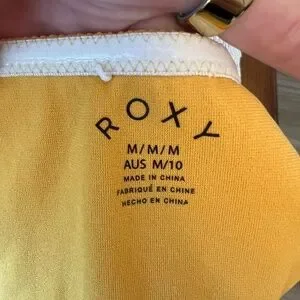 ROXY
M/M/M
AUS M/10
MADE IN CHINA
FABRIQUÉ EN CHINE
HECHO EN CHINA